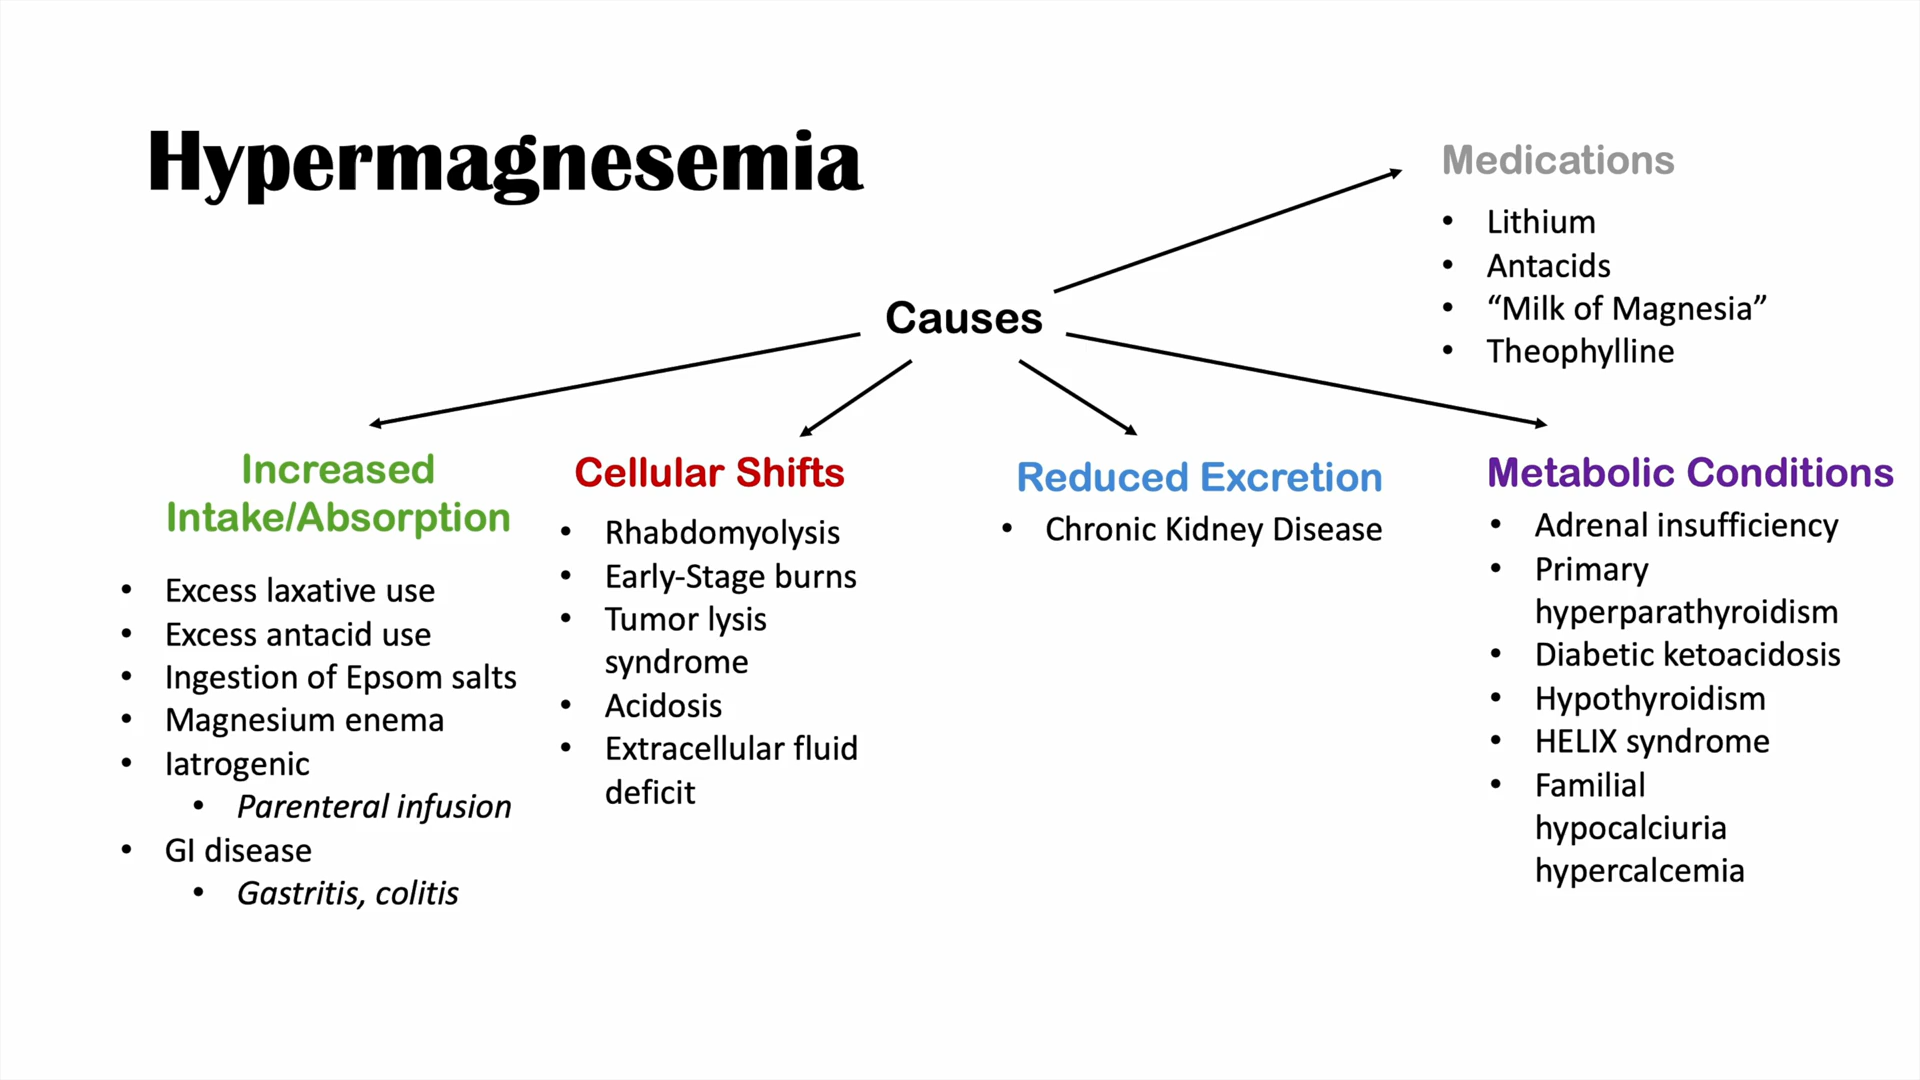 Hypermagnesemia
Medications
• Lithium
• Antacids
• “Milk of Magnesia”
• Theophylline
Causes
Increased
Intake/Absorption
• Excess laxative use
• Excess antacid use
• Ingestion of Epsom salts
• Magnesium enema
• Iatrogenic
• Parenteral infusion
• GI disease
• Gastritis, colitis
Cellular Shifts
• Rhabdomyolysis
• Early-Stage burns
• Tumor lysis
syndrome
• Acidosis
• Extracellular fluid
deficit
Reduced Excretion
• Chronic Kidney Disease
Metabolic Conditions
• Adrenal insufficiency
• Primary
hyperparathyroidism
• Diabetic ketoacidosis
• Hypothyroidism
• HELIX syndrome
• Familial
hypocalciuria
hypercalcemia